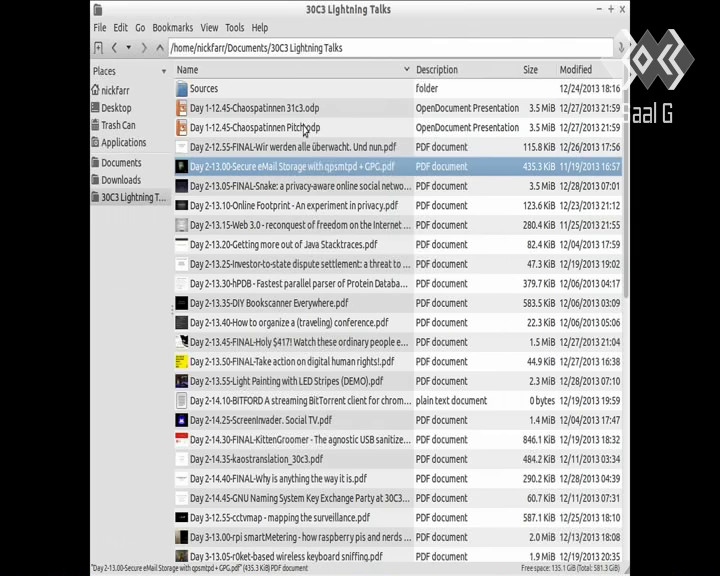 30C3 Lightning Talks
File Edit Go Bookmarks View Tools Help
/home/nickfarr/Documents/30C3 Lightning Talks
Places
nickfarr
Desktop
Trash Can
Applications
Documents
Downloads
30C3 Lightning T...
Name Description Size Modified
Sources folder 12/24/2013 18:16
Day 1-12.45-Chaospatinnen 31c3.odp OpenDocument Presentation 3.5 MiB 12/27/2013 21:59
Day 1-12.45-Chaospatinnen Pitch.odp OpenDocument Presentation 3.5 MiB 12/27/2013 21:59
Day 2-12.55-FINAL-Wir werden alle überwacht. Und nun.pdf PDF document 115.8 KiB 12/26/2013 17:56
Day 2-13.00-Secure eMail Storage with qpsmtpd + GPG.pdf PDF document 435.3 KiB 11/19/2013 16:57
Day 2-13.05-FINAL-Snake: a privacy-aware online social netwo... PDF document 3.5 MiB 12/28/2013 07:01
Day 2-13.10-Online Footprint - An experiment in privacy.pdf PDF document 123.6 KiB 12/23/2013 21:12
Day 2-13.15-Web 3.0 - reconquest of freedom on the Internet ... PDF document 280.4 KiB 11/25/2013 21:55
Day 2-13.20-Getting more out of Java Stacktraces.pdf PDF document 82.4 KiB 12/04/2013 17:59
Day 2-13.25-Investor-to-state dispute settlement: a threat to ... PDF document 47.3 KiB 12/19/2013 19:02
Day 2-13.30-hPDB - Fastest parallel parser of Protein Databa... PDF document 379.7 KiB 12/06/2013 04:17
Day 2-13.35-DIY Bookscanner Everywhere.pdf PDF document 583.5 KiB 12/06/2013 03:09
Day 2-13.40-How to organize a (traveling) conference.pdf PDF document 22.3 KiB 12/06/2013 05:06
Day 2-13.45-FINAL-Holy $417! Watch these ordinary people e... PDF document 1.5 MiB 12/27/2013 21:04
Day 2-13.50-FINAL-Take action on digital human rights!.pdf PDF document 44.9 KiB 12/27/2013 16:38
Day 2-13.55-Light Painting with LED Stripes (DEMO).pdf PDF document 2.3 MiB 12/28/2013 07:10
Day 2-14.10-BITFORD A streaming BitTorrent client for chrom... plain text document 0 bytes 12/19/2013 19:59
Day 2-14.25-ScreenInvader. Social TV.pdf PDF document 1.4 MiB 12/04/2013 17:47
Day 2-14.30-FINAL-KittenGroomer - The agnostic USB sanitize... PDF document 846.1 KiB 12/19/2013 18:32
Day 2-14.35-kaostranslation_30c3.pdf PDF document 48.4 KiB 12/11/2013 03:34
Day 2-14.40-FINAL-Why is anything the way it is.pdf PDF document 290.2 KiB 12/28/2013 04:39
Day 2-14.45-GNU Naming System Key Exchange Party at 30C3... PDF document 60.7 KiB 12/11/2013 07:31
Day 3-12.55-cctvmap - mapping the surveillance.pdf PDF document 587.1 KiB 12/25/2013 18:10
Day 3-13.00-rpi smartMetering - how raspberry pis and nerds ... PDF document 2.0 MiB 12/13/2013 18:08
Day 3-13.05-r0ket-based wireless keyboard sniffing.pdf PDF document 1.9 MiB 12/19/2013 20:35
"Day 2-13.00-Secure eMail Storage with qpsmtpd + GPG.pdf" (435.3 KiB) PDF document Free space: 135.1 GiB (Total: 581.3 GiB)
aal G